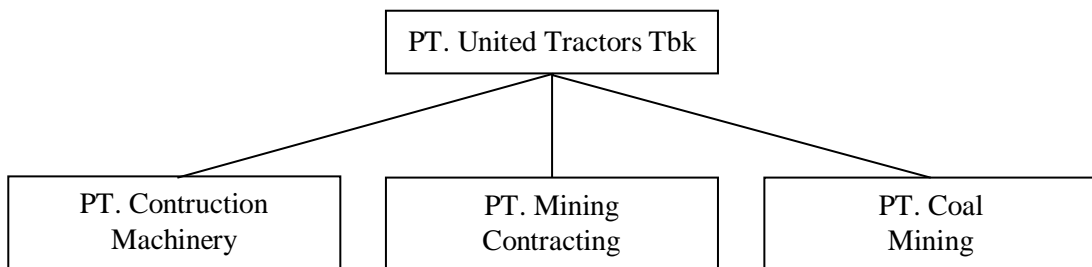 PT. United Tractors Tbk
PT. Contruction
Machinery
PT. Mining
Contracting
PT. Coal
Mining